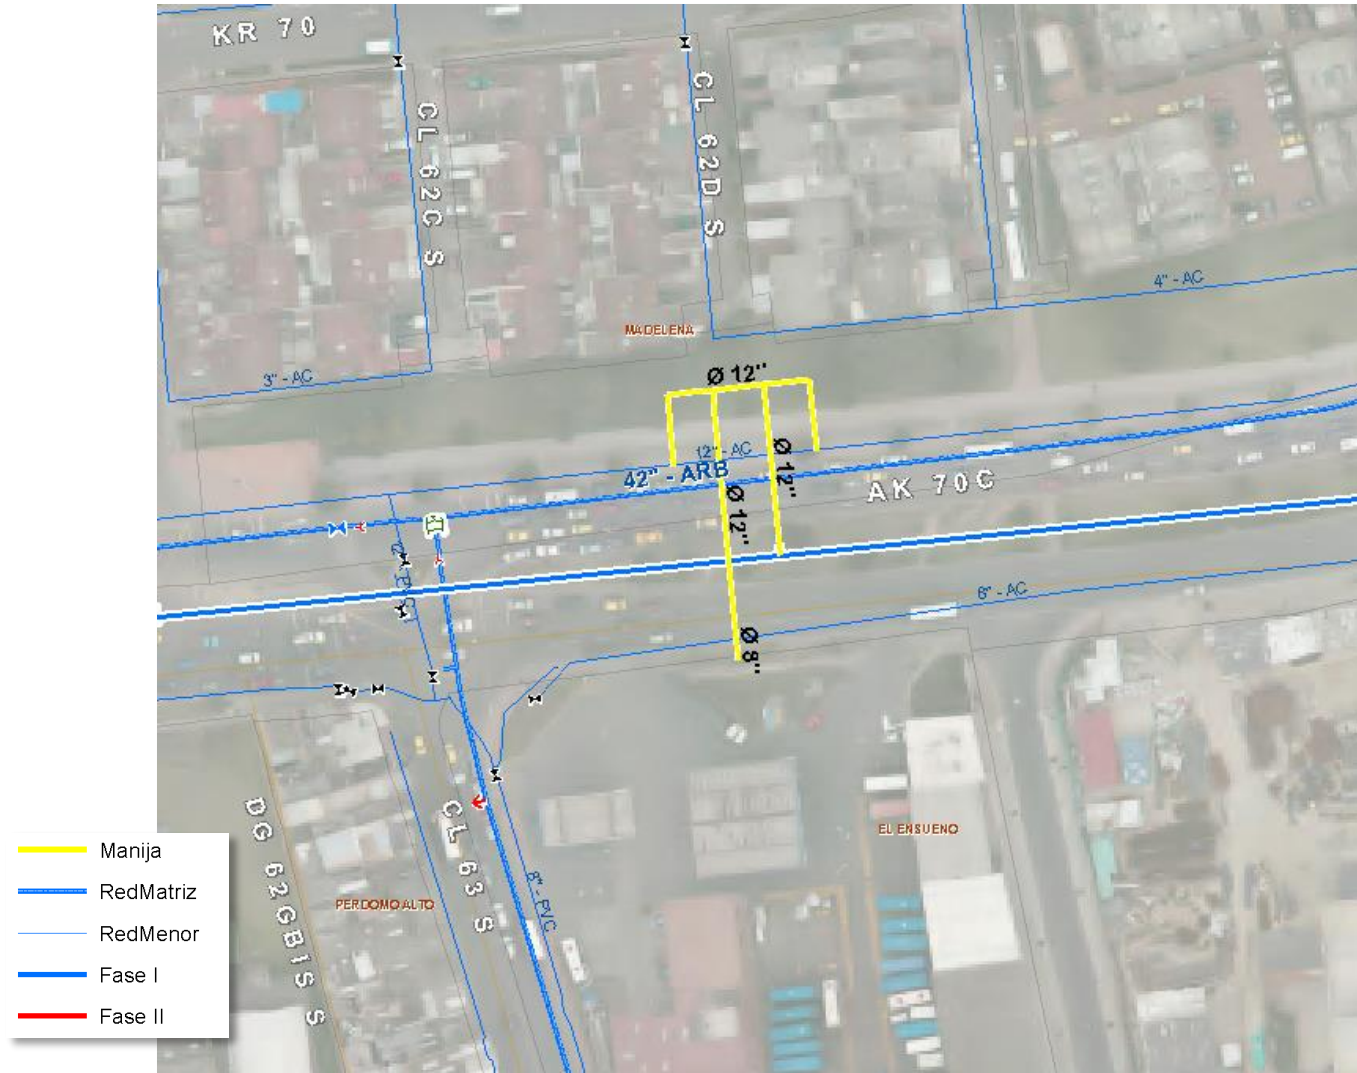 KR 70
CL 62C S
CL 62D S
4" - AC
MADELENA
3" - AC
Ø 12"
12" - AC
42" - ARB
Ø 12"
Ø 12"
AK 70C
6" - AC
Ø 8"
DG 62GBIS S
CL 63 S
8" - PVC
EL ENSUENO
PERDOMO ALTO
Manija
RedMatriz
RedMenor
Fase I
Fase II